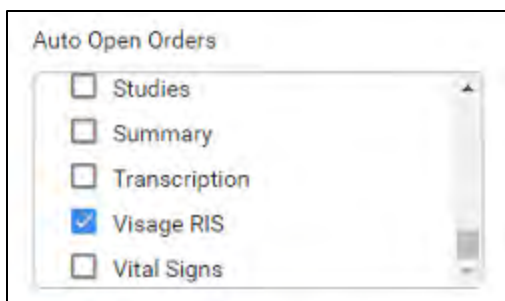 Auto Open Orders
Studies
Summary
Transcription
Visage RIS
Vital Signs